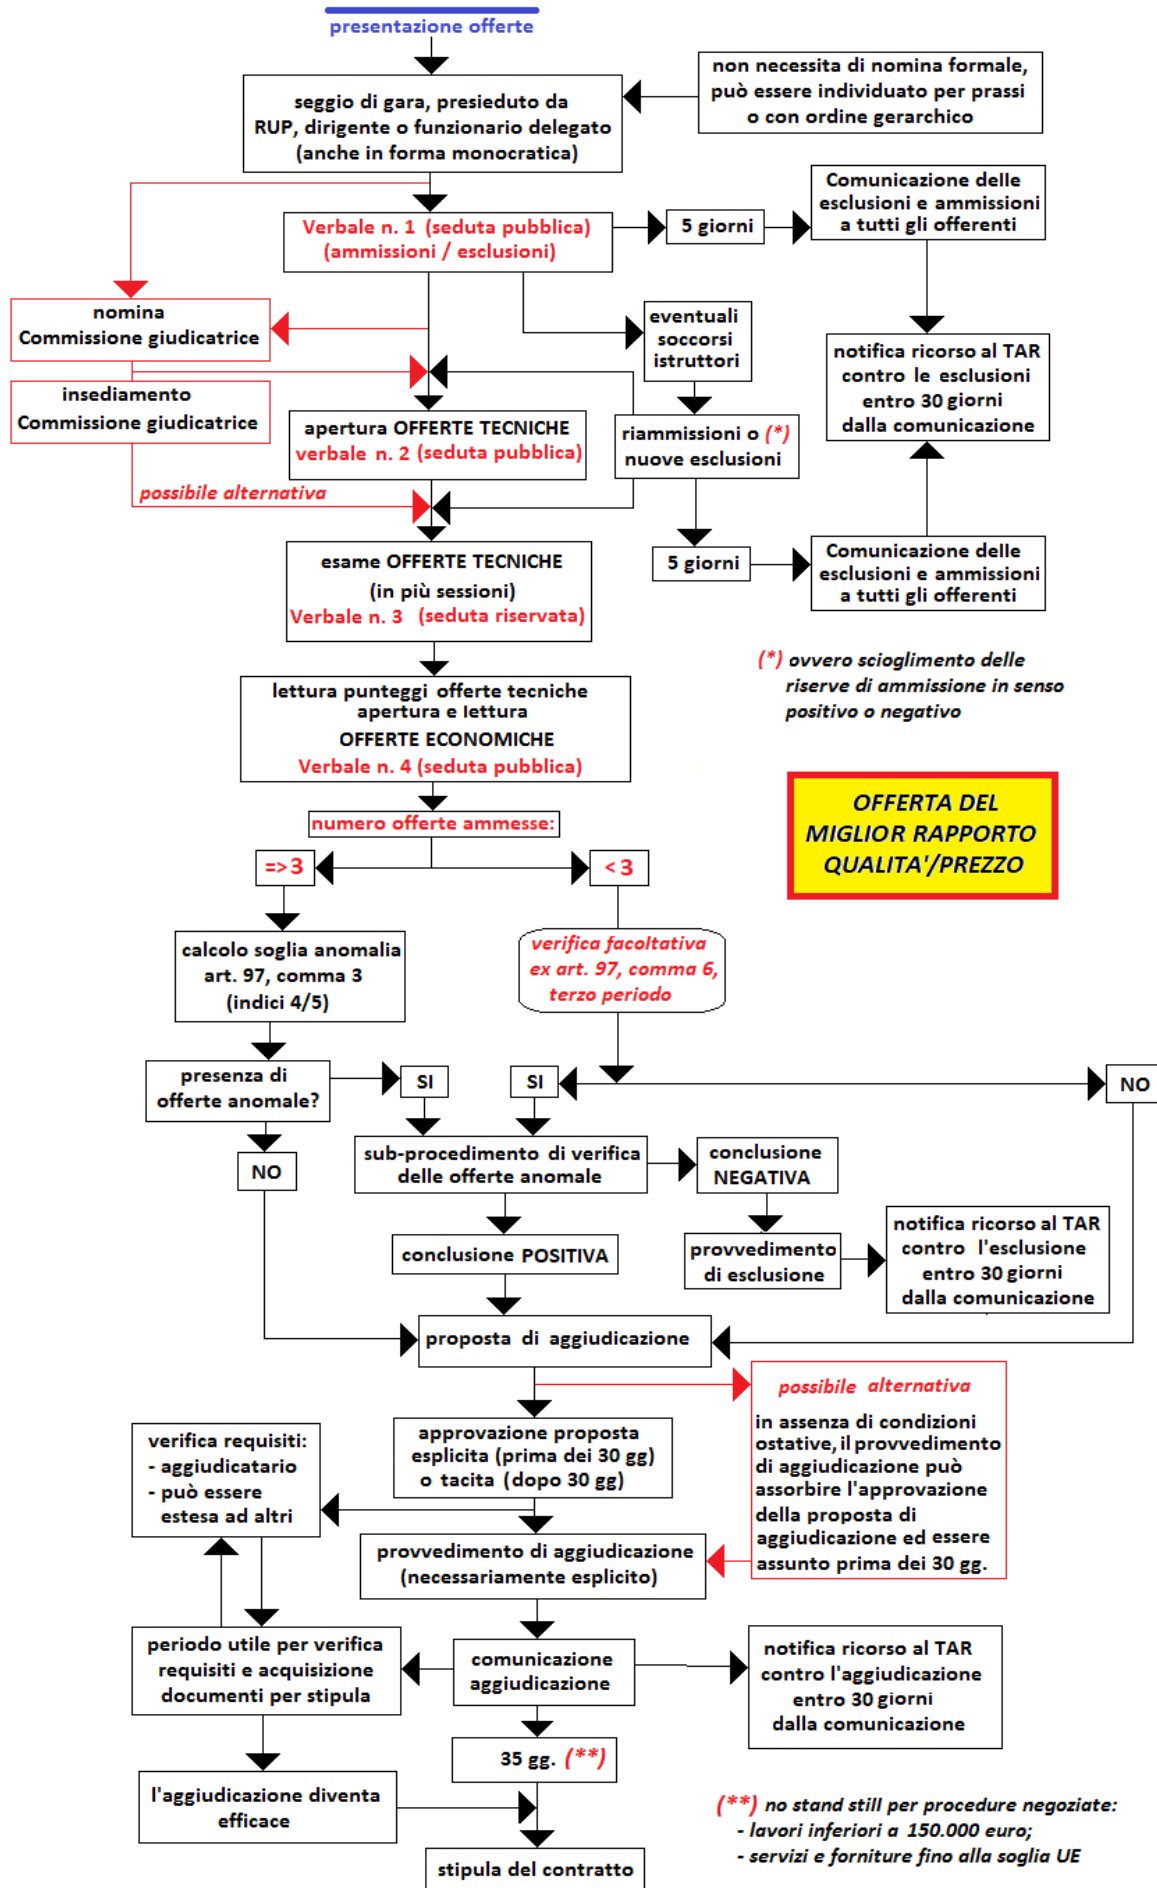 presentazione offerte
seggio di gara, presieduto da
RUP, dirigente o funzionario delegato
(anche in forma monocratica)
non necessita di nomina formale,
può essere individuato per prassi
o con ordine gerarchico
Verbale n. 1 (seduta pubblica)
(ammissioni / esclusioni)
5 giorni
Comunicazione delle
esclusioni e ammissioni
a tutti gli offerenti
nomina
Commissione giudicatrice
eventuali
soccorsi
istruttori
notifica ricorso al TAR
contro le esclusioni
entro 30 giorni
dalla comunicazione
insediamento
Commissione giudicatrice
apertura OFFERTE TECNICHE
verbale n. 2 (seduta pubblica)
riammissioni o (*)
nuove esclusioni
possibile alternativa
esame OFFERTE TECNICHE
(in più sessioni)
Verbale n. 3 (seduta riservata)
5 giorni
Comunicazione delle
esclusioni e ammissioni
a tutti gli offerenti
(*) ovvero scioglimento delle
riserve di ammissione in senso
positivo o negativo
lettura punteggi offerte tecniche
apertura e lettura
OFFERTE ECONOMICHE
Verbale n. 4 (seduta pubblica)
OFFERTA DEL
MIGLIOR RAPPORTO
QUALITA'/PREZZO
numero offerte ammesse:
=> 3
< 3
calcolo soglia anomalia
art. 97, comma 3
(indici 4/5)
verifica facoltativa
ex art. 97, comma 6,
terzo periodo
presenza di
offerte anomale?
SI
SI
NO
NO
sub-procedimento di verifica
delle offerte anomale
conclusione
NEGATIVA
conclusione POSITIVA
provvedimento
di esclusione
notifica ricorso al TAR
contro l'esclusione
entro 30 giorni
dalla comunicazione
proposta di aggiudicazione
possibile alternativa
in assenza di condizioni
ostative, il provvedimento
di aggiudicazione può
assorbire l'approvazione
della proposta di
aggiudicazione ed essere
assunto prima dei 30 gg.
approvazione proposta
esplicita (prima dei 30 gg)
o tacita (dopo 30 gg)
verifica requisiti:
- aggiudicatario
- può essere
estesa ad altri
provvedimento di aggiudicazione
(necessariamente esplicito)
periodo utile per verifica
requisiti e acquisizione
documenti per stipula
comunicazione
aggiudicazione
notifica ricorso al TAR
contro l'aggiudicazione
entro 30 giorni
dalla comunicazione
35 gg. (**)
l'aggiudicazione diventa
efficace
(**) no stand still per procedure negoziate:
- lavori inferiori a 150.000 euro;
- servizi e forniture fino alla soglia UE
stipula del contratto